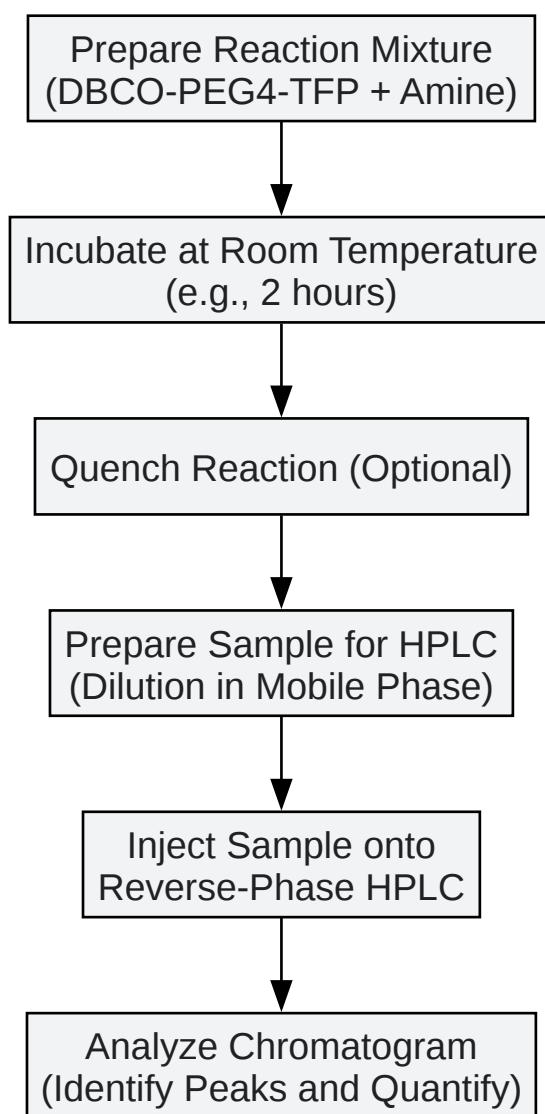 Prepare Reaction Mixture
(DBCO-PEG4-TFP + Amine)
Incubate at Room Temperature
(e.g., 2 hours)
Quench Reaction (Optional)
Prepare Sample for HPLC
(Dilution in Mobile Phase)
Inject Sample onto
Reverse-Phase HPLC
Analyze Chromatogram
(Identify Peaks and Quantify)